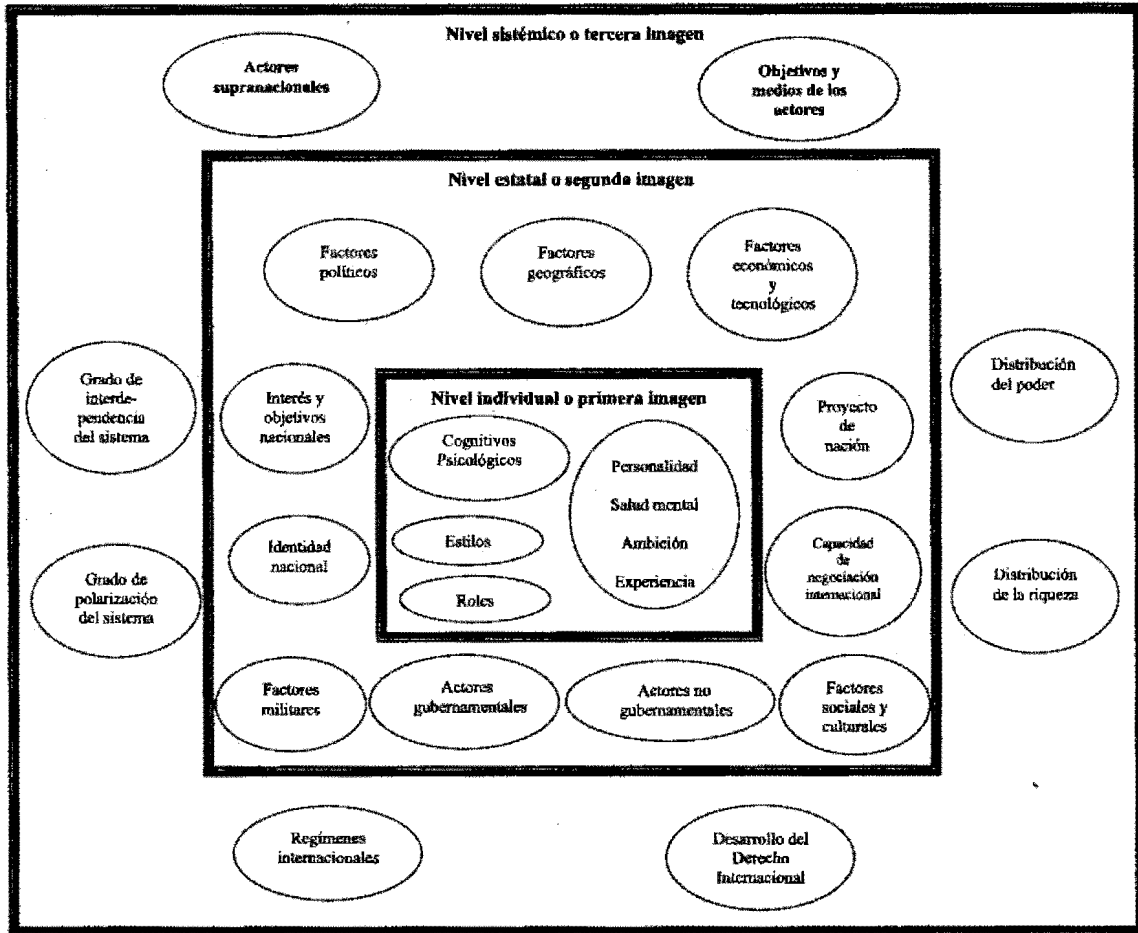 Nivel sistémico o tercera imagen
Actores
supranacionales
Objetivos y
medios de los
actores
Nivel estatal o segunda imagen
Factores
políticos
Factores
geográficos
Factores
económicos
y
tecnológicos
Grado de
interde-
pendencia
del sistema
Interés y
objetivos
nacionales
Nivel individual o primera imagen
Cognitivos
Psicológicos
Personalidad
Salud mental
Ambición
Experiencia
Estilos
Roles
Proyecto
de
nación
Distribución
del poder
Grado de
polarización
del sistema
Identidad
nacional
Capacidad
de
negociación
internacional
Distribución
de la riqueza
Factores
militares
Actores
gubernamentales
Actores no
gubernamentales
Factores
sociales y
culturales
Regímenes
internacionales
Desarrollo del
Derecho
Internacional